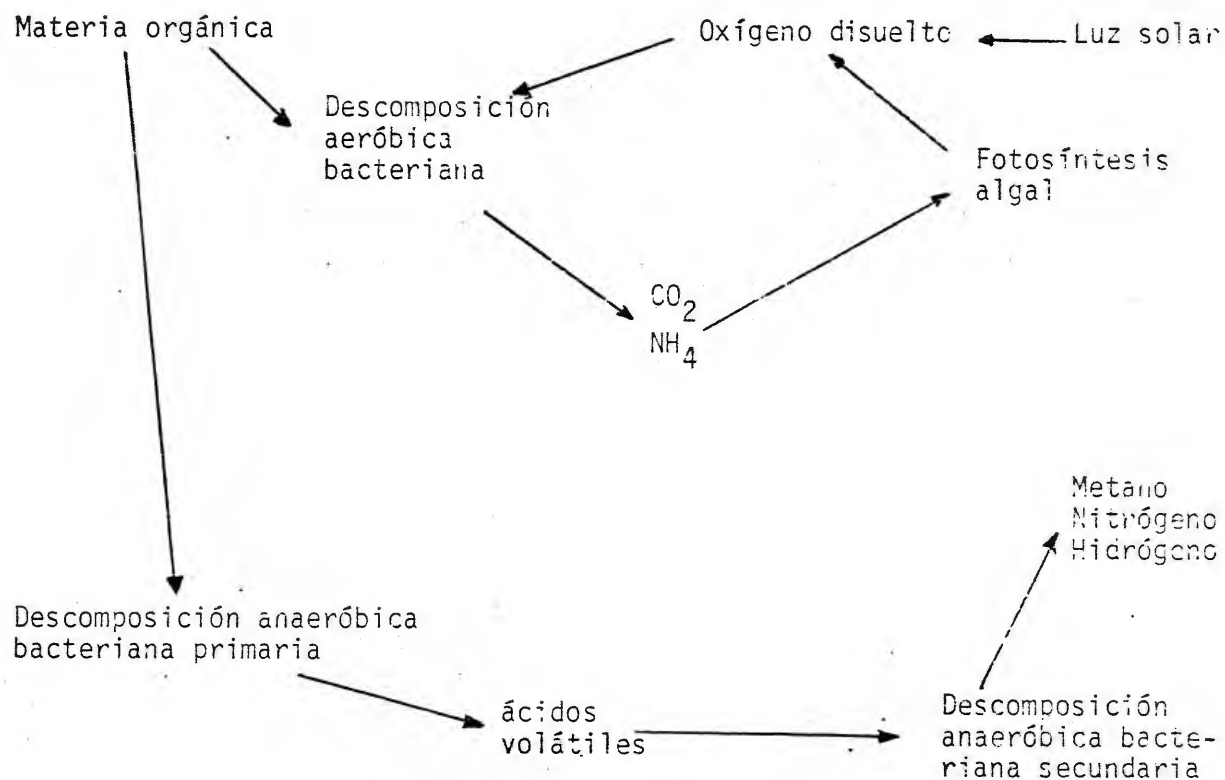 Materia orgánica
Oxígeno disuelto
Luz solar
Descomposición
aeróbica
bacteriana
Fotosíntesis
algal
CO2
NH4
Metano
Nitrógeno
Hidrógeno
Descomposición anaeróbica
bacteriana primaria
ácidos
volátiles
Descomposición
anaeróbica bacte-
riana secundaria